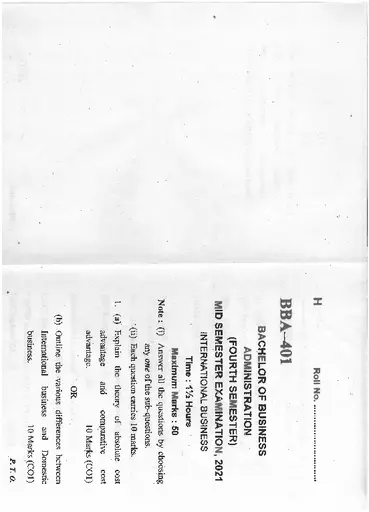 H
Roll No. ........................
BBA–401
BACHELOR OF BUSINESS
ADMINISTRATION
(FOURTH SEMESTER)
MID SEMESTER EXAMINATION, 2021
INTERNATIONAL BUSINESS
Time : 1½ Hours
Maximum Marks : 50
Note : (i) Answer all the questions by choosing
any one of the sub-questions.
(ii) Each question carries 10 marks.
1. (a) Explain the theory of absolute cost
advantage and comparative cost
advantage. 10 Marks (CO1)
OR
(b) Outline the various differences between
International business and Domestic
business. 10 Marks (CO1)
P. T. O.